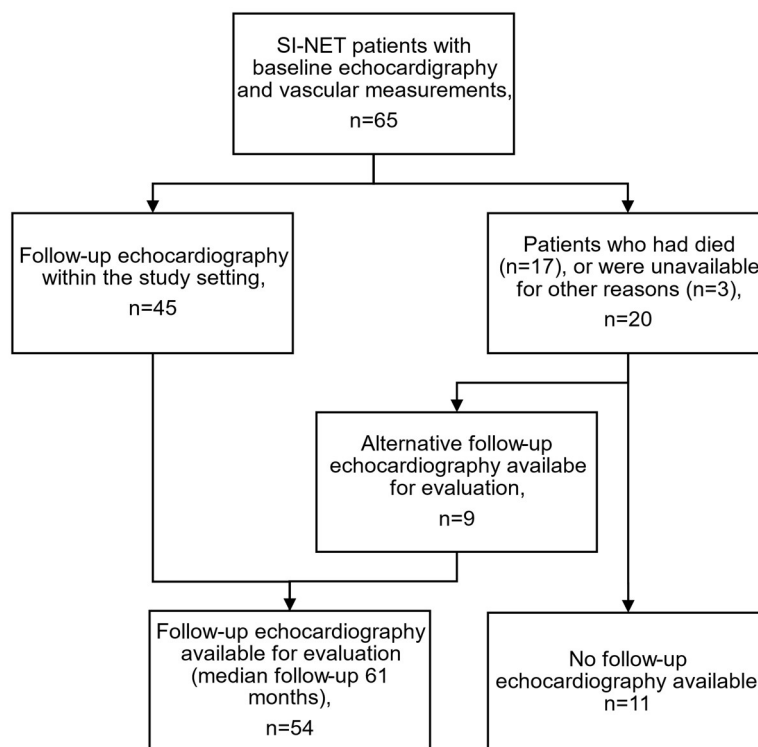 SI-NET patients with
baseline echocardigraphy
and vascular measurements,
n=65
Follow-up echocardiography
within the study setting,
n=45
Patients who had died
(n=17), or were unavailable
for other reasons (n=3),
n=20
Alternative follow-up
echocardiography availabe
for evaluation,
n=9
Follow-up echocardiography
available for evaluation
(median follow-up 61
months),
n=54
No follow-up
echocardiography available
n=11